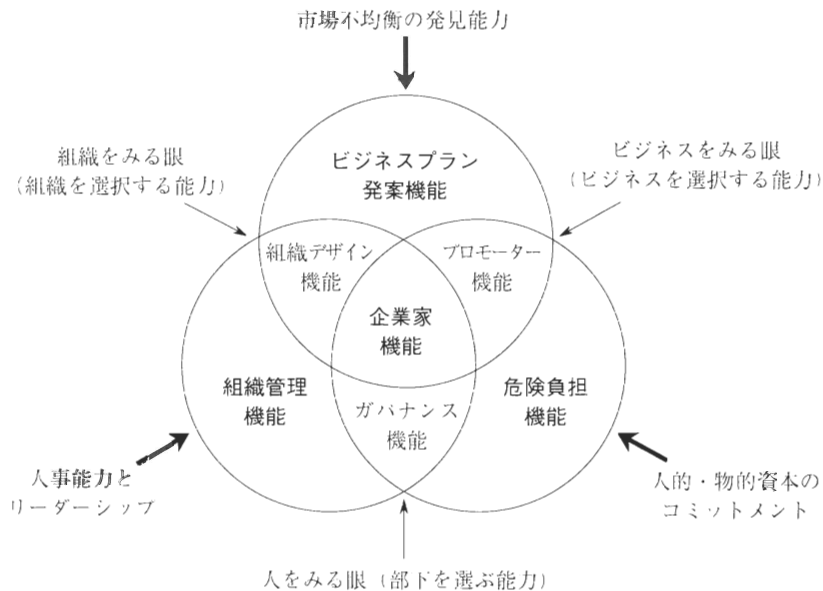 市場不均衡の発見能力
組織をみる眼
(組織を選択する能力)
ビジネスをみる眼
(ビジネスを選択する能力)
ビジネスプラン
発案機能
組織デザイン
機能
プロモーター
機能
企業家
機能
組織管理
機能
ガバナンス
機能
危険負担
機能
人事能力と
リーダーシップ
人的・物的資本の
コミットメント
人をみる眼(部下を選ぶ能力)